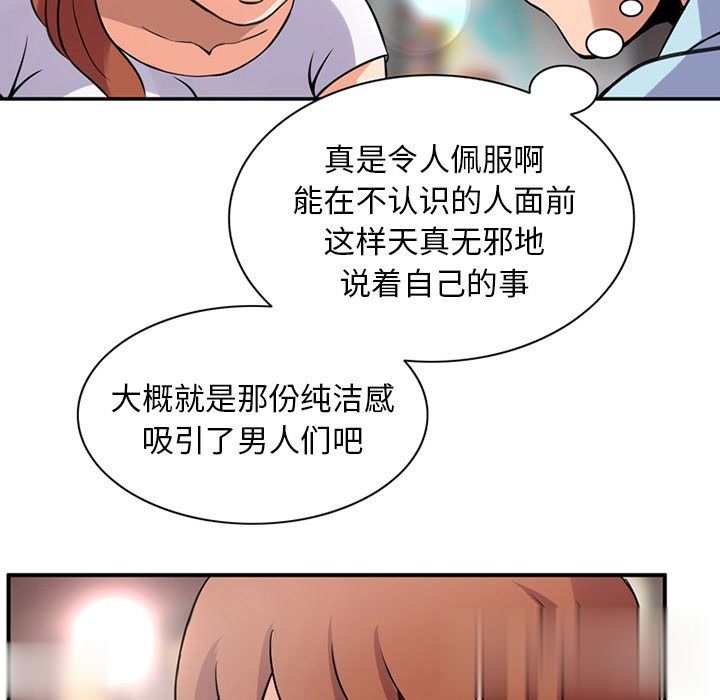 真是令人佩服啊
能在不认识的人面前
这样天真无邪地
说着自己的事
大概就是那份纯洁感
吸引了男人们吧